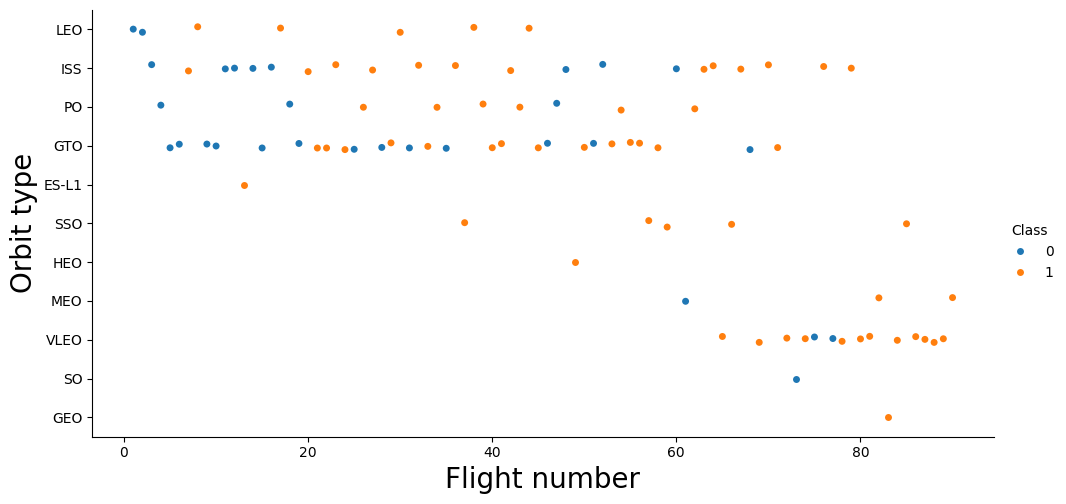 LEO
ISS
PO
GTO
ES-L1
SSO
HEO
MEO
VLEO
SO
GEO
Orbit type
0 20 40 60 80
Flight number
Class
0
1